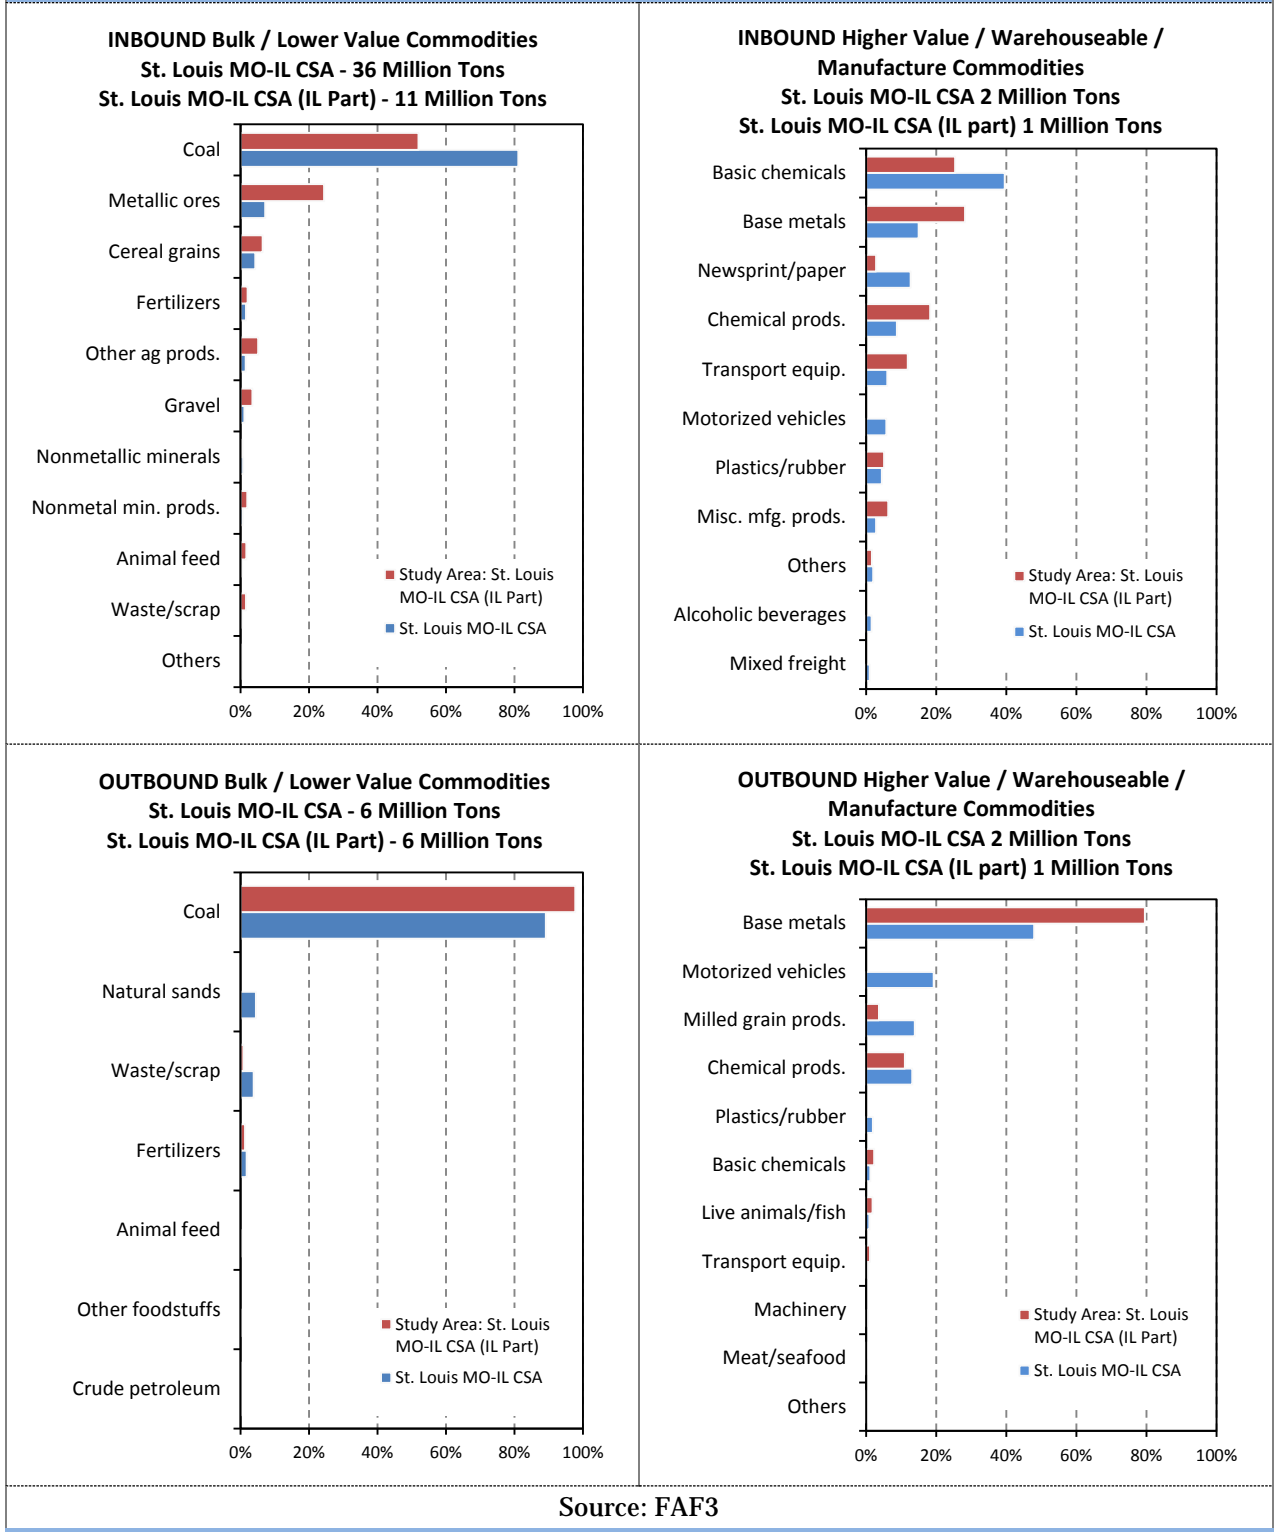 INBOUND Bulk / Lower Value Commodities
St. Louis MO-IL CSA - 36 Million Tons
St. Louis MO-IL CSA (IL Part) - 11 Million Tons
Coal
Metallic ores
Cereal grains
Fertilizers
Other ag prods.
Gravel
Nonmetallic minerals
Nonmetal min. prods.
Animal feed
Waste/scrap
Others
Study Area: St. Louis
MO-IL CSA (IL Part)
St. Louis MO-IL CSA
0% 20% 40% 60% 80% 100%
INBOUND Higher Value / Warehouseable /
Manufacture Commodities
St. Louis MO-IL CSA 2 Million Tons
St. Louis MO-IL CSA (IL part) 1 Million Tons
Basic chemicals
Base metals
Newsprint/paper
Chemical prods.
Transport equip.
Motorized vehicles
Plastics/rubber
Misc. mfg. prods.
Others
Alcoholic beverages
Mixed freight
Study Area: St. Louis
MO-IL CSA (IL Part)
St. Louis MO-IL CSA
0% 20% 40% 60% 80% 100%
OUTBOUND Bulk / Lower Value Commodities
St. Louis MO-IL CSA - 6 Million Tons
St. Louis MO-IL CSA (IL Part) - 6 Million Tons
Coal
Natural sands
Waste/scrap
Fertilizers
Animal feed
Other foodstuffs
Crude petroleum
Study Area: St. Louis
MO-IL CSA (IL Part)
St. Louis MO-IL CSA
0% 20% 40% 60% 80% 100%
OUTBOUND Higher Value / Warehouseable /
Manufacture Commodities
St. Louis MO-IL CSA 2 Million Tons
St. Louis MO-IL CSA (IL part) 1 Million Tons
Base metals
Motorized vehicles
Milled grain prods.
Chemical prods.
Plastics/rubber
Basic chemicals
Live animals/fish
Transport equip.
Machinery
Meat/seafood
Others
Study Area: St. Louis
MO-IL CSA (IL Part)
St. Louis MO-IL CSA
0% 20% 40% 60% 80% 100%
Source: FAF3